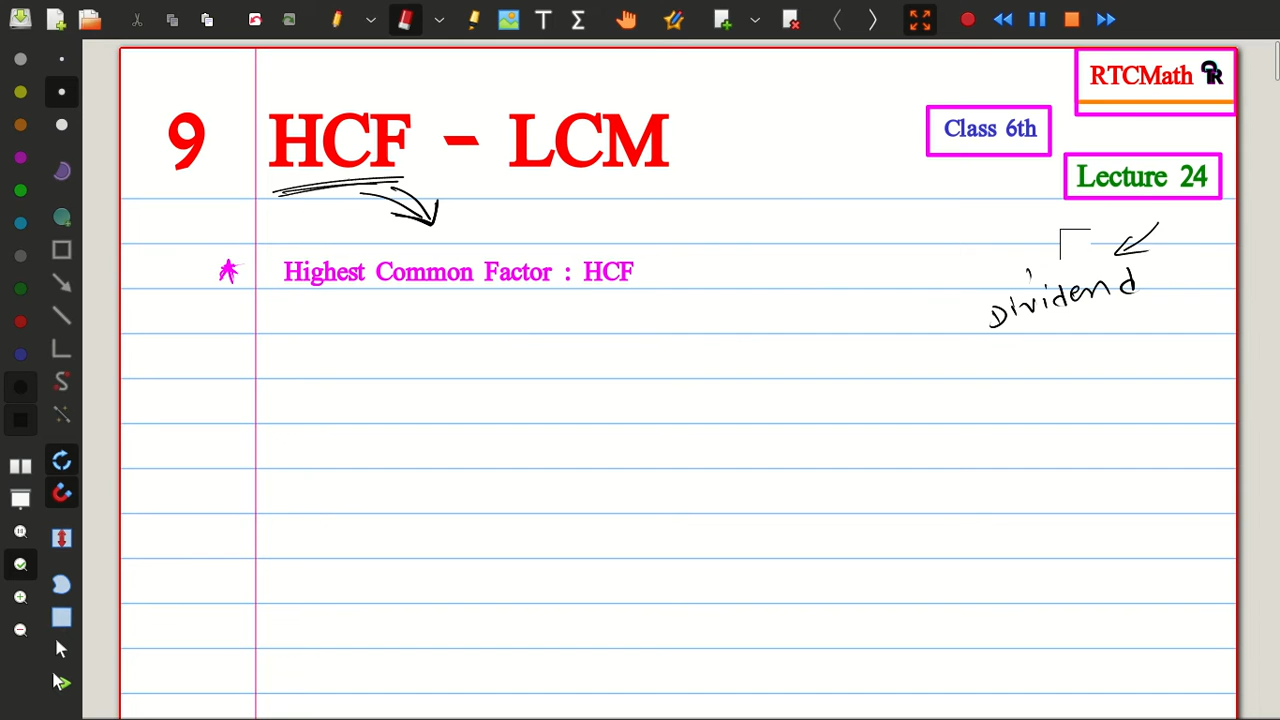 RTCMath
9 HCF - LCM
Class 6th
Lecture 24
Highest Common Factor : HCF
Dividend